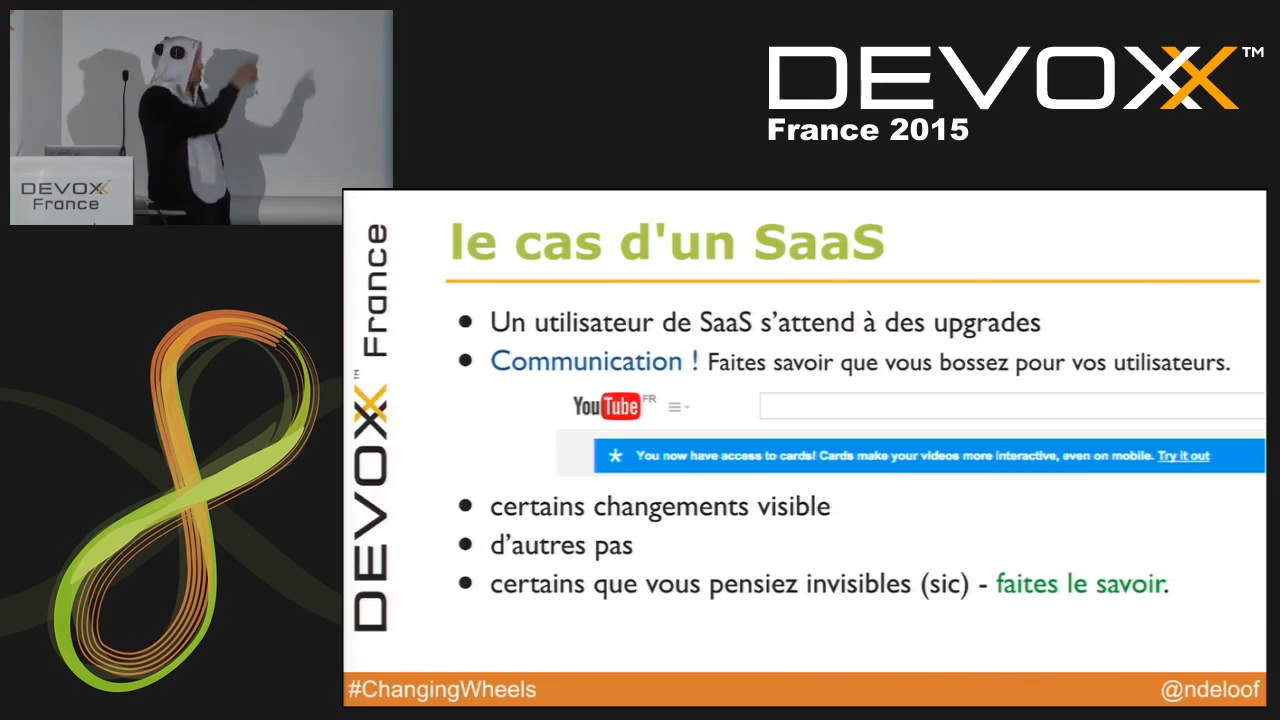 DEVOXX™
France 2015
DEVOXX
France
DEVOXX™ France
le cas d'un SaaS
• Un utilisateur de SaaS s'attend à des upgrades
• Communication ! Faites savoir que vous bossez pour vos utilisateurs.
YouTube FR
You now have access to cards! Cards make your videos more interactive, even on mobile. Try it out
• certains changements visible
• d'autres pas
• certains que vous pensiez invisibles (sic) - faites le savoir.
#ChangingWheels
@ndeloof